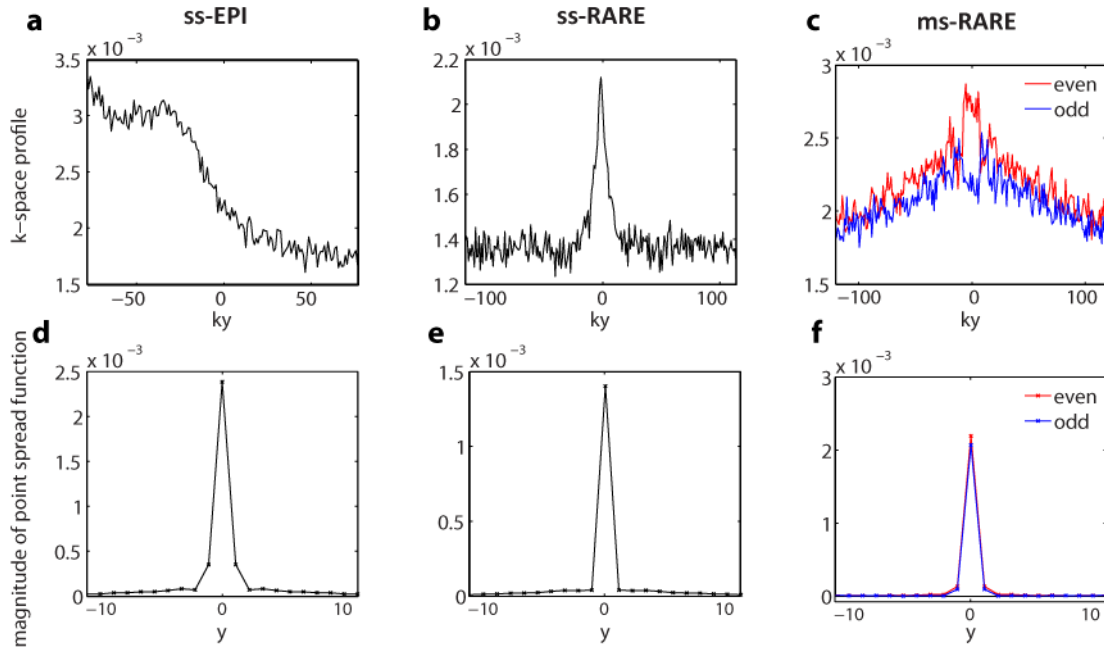 ss-EPI
ss-RARE
ms-RARE
a
b
c
x 10 −3
x 10 −3
x 10 −3
3.5
3
2.5
2
1.5
2.2
2
1.8
1.6
1.4
1.2
3
2.5
2
1.5
even
odd
k−space profile
−50
0
50
−100
0
100
−100
0
100
ky
ky
ky
d
e
f
x 10 −3
x 10 −3
x 10 −3
2.5
2
1.5
1
0.5
0
1.5
1
0.5
0
3
2
1
0
even
odd
magnitude of point spread function
−10
0
10
−10
0
10
−10
0
10
y
y
y